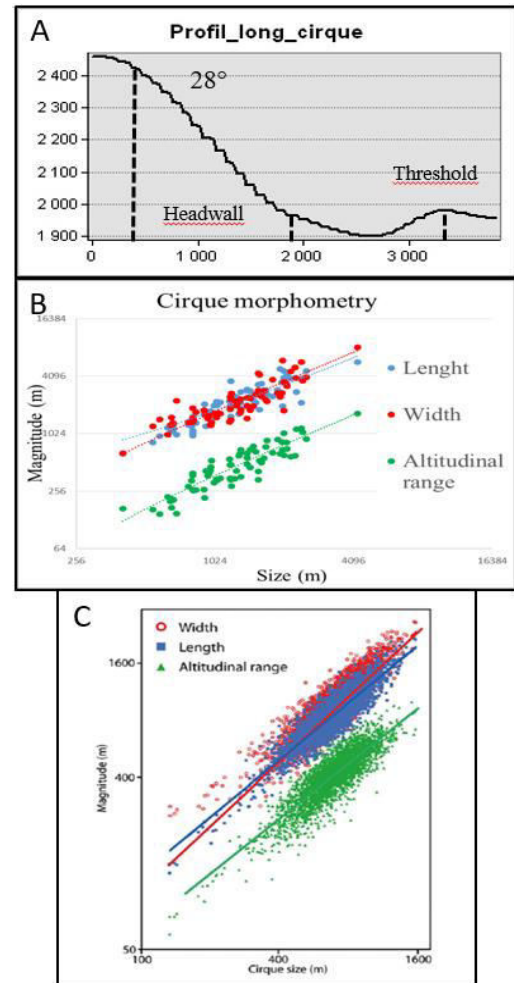 A
Profil_long_cirque
2 400
28°
2 300
2 200
2 100
Threshold
2 000
Headwall
1 900
0
1 000
2 000
3 000
B
Cirque morphometry
16384
4096
Lenght
1024
Width
Magnitude (m)
256
Altitudinal
range
64
256
1024
4096
16384
Size (m)
C
Width
Length
Altitudinal range
1600
Magnitude (m)
400
50
100
400
1600
Cirque size (m)